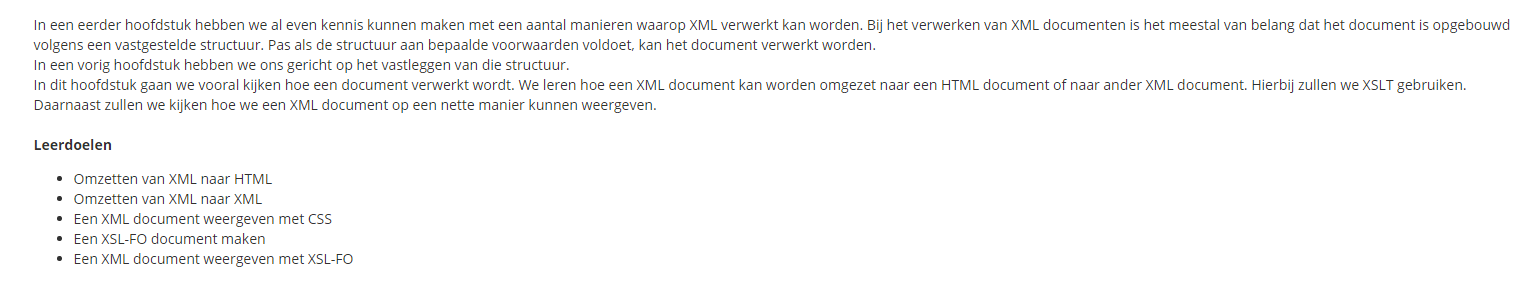 In een eerder hoofdstuk hebben we al even kennis kunnen maken met een aantal manieren waarop XML verwerkt kan worden. Bij het verwerken van XML documenten is het meestal van belang dat het document is opgebouwd
volgens een vastgestelde structuur. Pas als de structuur aan bepaalde voorwaarden voldoet, kan het document verwerkt worden.
In een vorig hoofdstuk hebben we ons gericht op het vastleggen van die structuur.
In dit hoofdstuk gaan we vooral kijken hoe een document verwerkt wordt. We leren hoe een XML document kan worden omgezet naar een HTML document of naar ander XML document. Hierbij zullen we XSLT gebruiken.
Daarnaast zullen we kijken hoe we een XML document op een nette manier kunnen weergeven.
Leerdoelen
• Omzetten van XML naar HTML
• Omzetten van XML naar XML
• Een XML document weergeven met CSS
• Een XSL-FO document maken
• Een XML document weergeven met XSL-FO